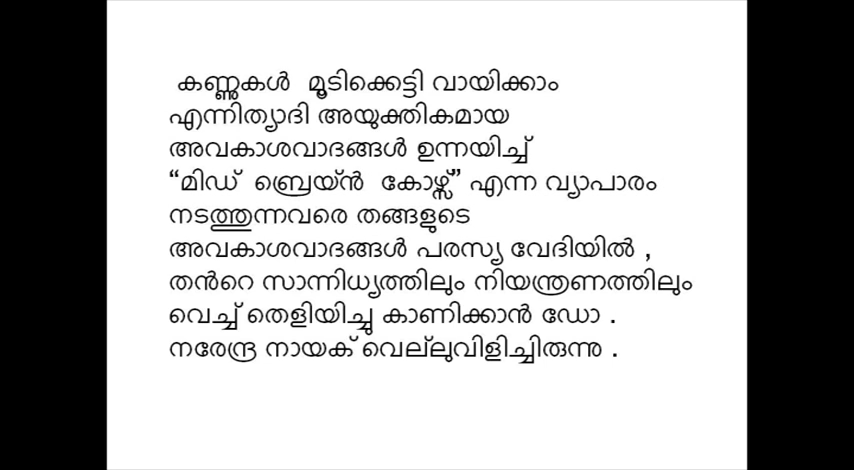 കണ്ണുകൾ മൂടിക്കെട്ടി വായിക്കാം
എന്നിത്യാദി അയുക്തികമായ
അവകാശവാദങ്ങൾ ഉന്നയിച്ച്
“മിഡ് ബ്രെയ്ൻ കോഴ്സ്” എന്ന വ്യാപാരം
നടത്തുന്നവരെ തങ്ങളുടെ
അവകാശവാദങ്ങൾ പരസ്യ വേദിയിൽ ,
തൻറെ സാന്നിധ്യത്തിലും നിയന്ത്രണത്തിലും
വെച്ച് തെളിയിച്ചു കാണിക്കാൻ ഡോ .
നരേന്ദ്ര നായക് വെല്ലുവിളിച്ചിരുന്നു .